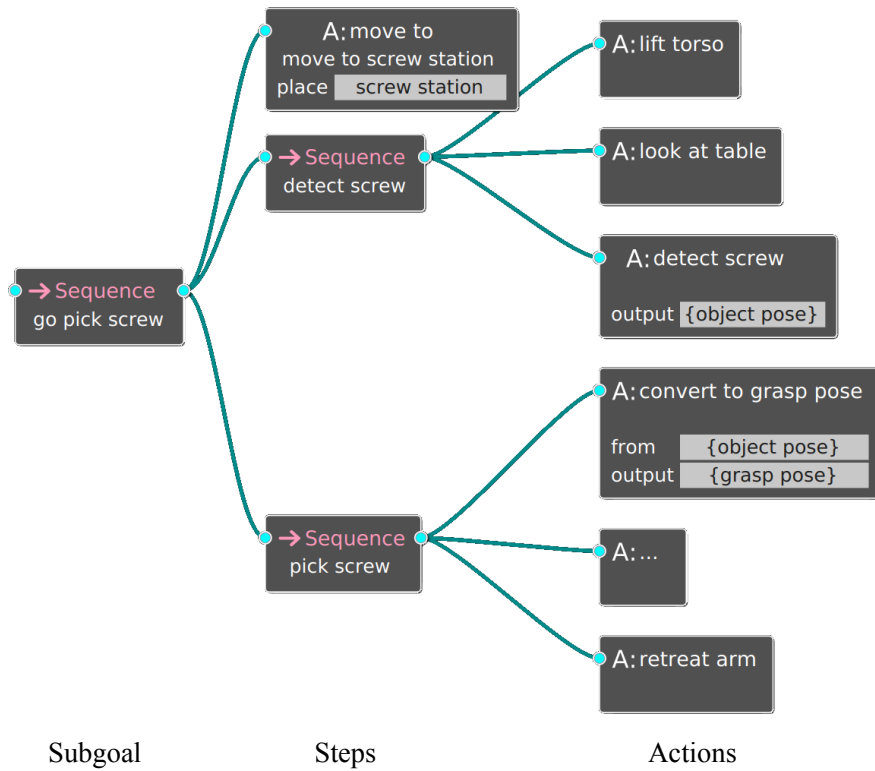 A: move to
move to screw station
place screw station
→ Sequence
detect screw
→ Sequence
go pick screw
→ Sequence
pick screw
A: lift torso
A: look at table
A: detect screw
output {object pose}
A: convert to grasp pose
from {object pose}
output {grasp pose}
A: ...
A: retreat arm
Subgoal Steps Actions